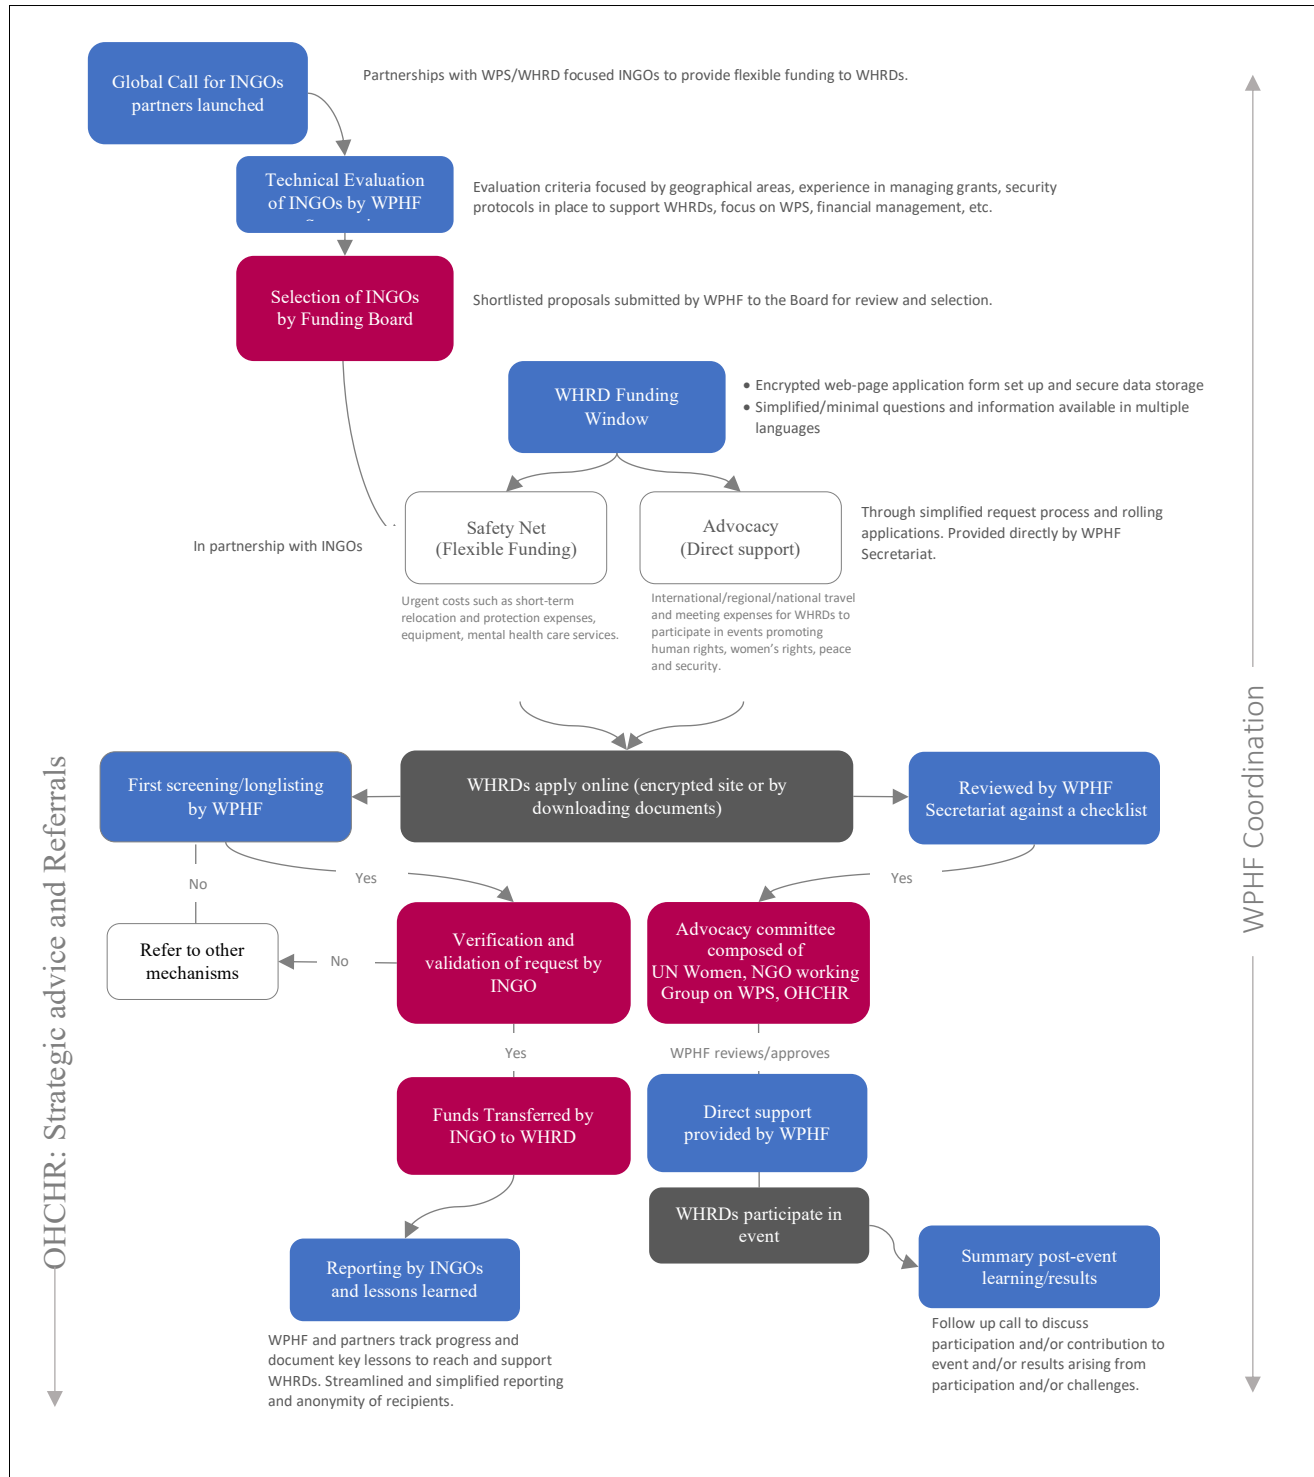 Global Call for INGOs
partners launched
Partnerships with WPS/WHRD focused INGOs to provide flexible funding to WHRDs.
Technical Evaluation
of INGOs by WPHF
Evaluation criteria focused by geographical areas, experience in managing grants, security
protocols in place to support WHRDs, focus on WPS, financial management, etc.
Selection of INGOs
by Funding Board
Shortlisted proposals submitted by WPHF to the Board for review and selection.
WHRD Funding
Window
• Encrypted web-page application form set up and secure data storage
• Simplified/minimal questions and information available in multiple
languages
In partnership with INGOs
Safety Net
(Flexible Funding)
Advocacy
(Direct support)
Through simplified request process and rolling
applications. Provided directly by WPHF
Secretariat.
Urgent costs such as short-term
relocation and protection expenses,
equipment, mental health care services.
International/regional/national travel
and meeting expenses for WHRDs to
participate in events promoting
human rights, women's rights, peace
and security.
WPHF Coordination
OHCHR: Strategic advice and Referrals
First screening/longlisting
by WPHF
WHRDs apply online (encrypted site or by
downloading documents)
Reviewed by WPHF
Secretariat against a checklist
No
Yes
Yes
Refer to other
mechanisms
No
Verification and
validation of request by
INGO
Advocacy committee
composed of
UN Women, NGO working
Group on WPS, OHCHR
Yes
WPHF reviews/approves
Funds Transferred by
INGO to WHRD
Direct support
provided by WPHF
WHRDs participate in
event
Reporting by INGOs
and lessons learned
Summary post-event
learning/results
WPHF and partners track progress and
document key lessons to reach and support
WHRDs. Streamlined and simplified reporting
and anonymity of recipients.
Follow up call to discuss
participation and/or contribution to
event and/or results arising from
participation and/or challenges.